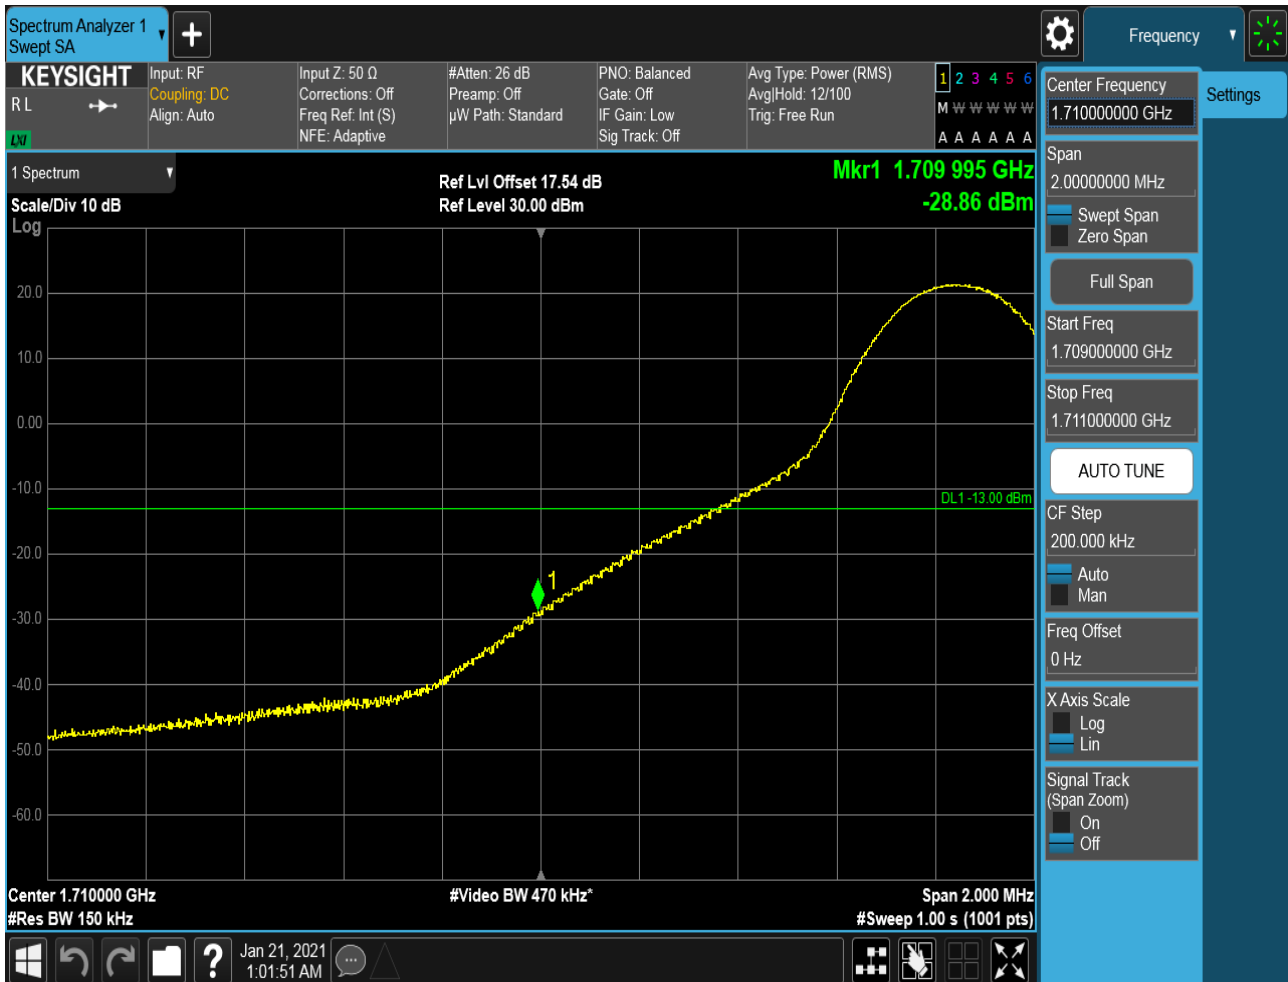 Spectrum Analyzer 1
Swept SA
+
Frequency
KEYSIGHT
R L
LXI
Input: RF
Coupling: DC
Align: Auto
Input Z: 50 Ω
Corrections: Off
Freq Ref: Int (S)
NFE: Adaptive
#Atten: 26 dB
Preamp: Off
µW Path: Standard
PNO: Balanced
Gate: Off
IF Gain: Low
Sig Track: Off
Avg Type: Power (RMS)
Avg|Hold: 12/100
Trig: Free Run
1 2 3 4 5 6
M W W W W W
A A A A A A
1 Spectrum
Scale/Div 10 dB
Log
Ref Lvl Offset 17.54 dB
Ref Level 30.00 dBm
Mkr1 1.709 995 GHz
-28.86 dBm
20.0
10.0
0.00
-10.0
-20.0
-30.0
-40.0
-50.0
-60.0
DL1 -13.00 dBm
1
Center 1.710000 GHz
#Res BW 150 kHz
#Video BW 470 kHz*
Span 2.000 MHz
#Sweep 1.00 s (1001 pts)
Center Frequency
1.710000000 GHz
Span
2.00000000 MHz
Swept Span
Zero Span
Full Span
Start Freq
1.709000000 GHz
Stop Freq
1.711000000 GHz
AUTO TUNE
CF Step
200.000 kHz
Auto
Man
Freq Offset
0 Hz
X Axis Scale
Log
Lin
Signal Track
(Span Zoom)
On
Off
Settings
?
Jan 21, 2021
1:01:51 AM